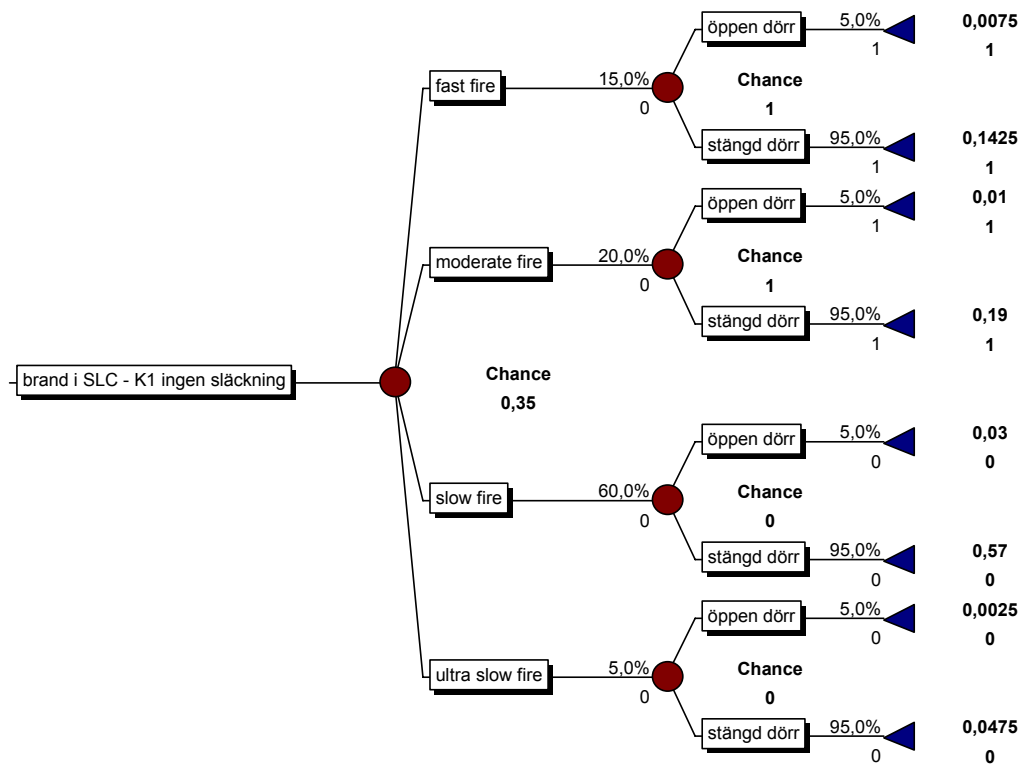 öppen dörr 5,0% 0,0075
1 1
fast fire 15,0% Chance
0 1
stängd dörr 95,0% 0,1425
1 1
öppen dörr 5,0% 0,01
1 1
moderate fire 20,0% Chance
0 1
stängd dörr 95,0% 0,19
1 1
brand i SLC - K1 ingen släckning Chance
0,35
öppen dörr 5,0% 0,03
0 0
slow fire 60,0% Chance
0 0
stängd dörr 95,0% 0,57
0 0
öppen dörr 5,0% 0,0025
0 0
ultra slow fire 5,0% Chance
0 0
stängd dörr 95,0% 0,0475
0 0